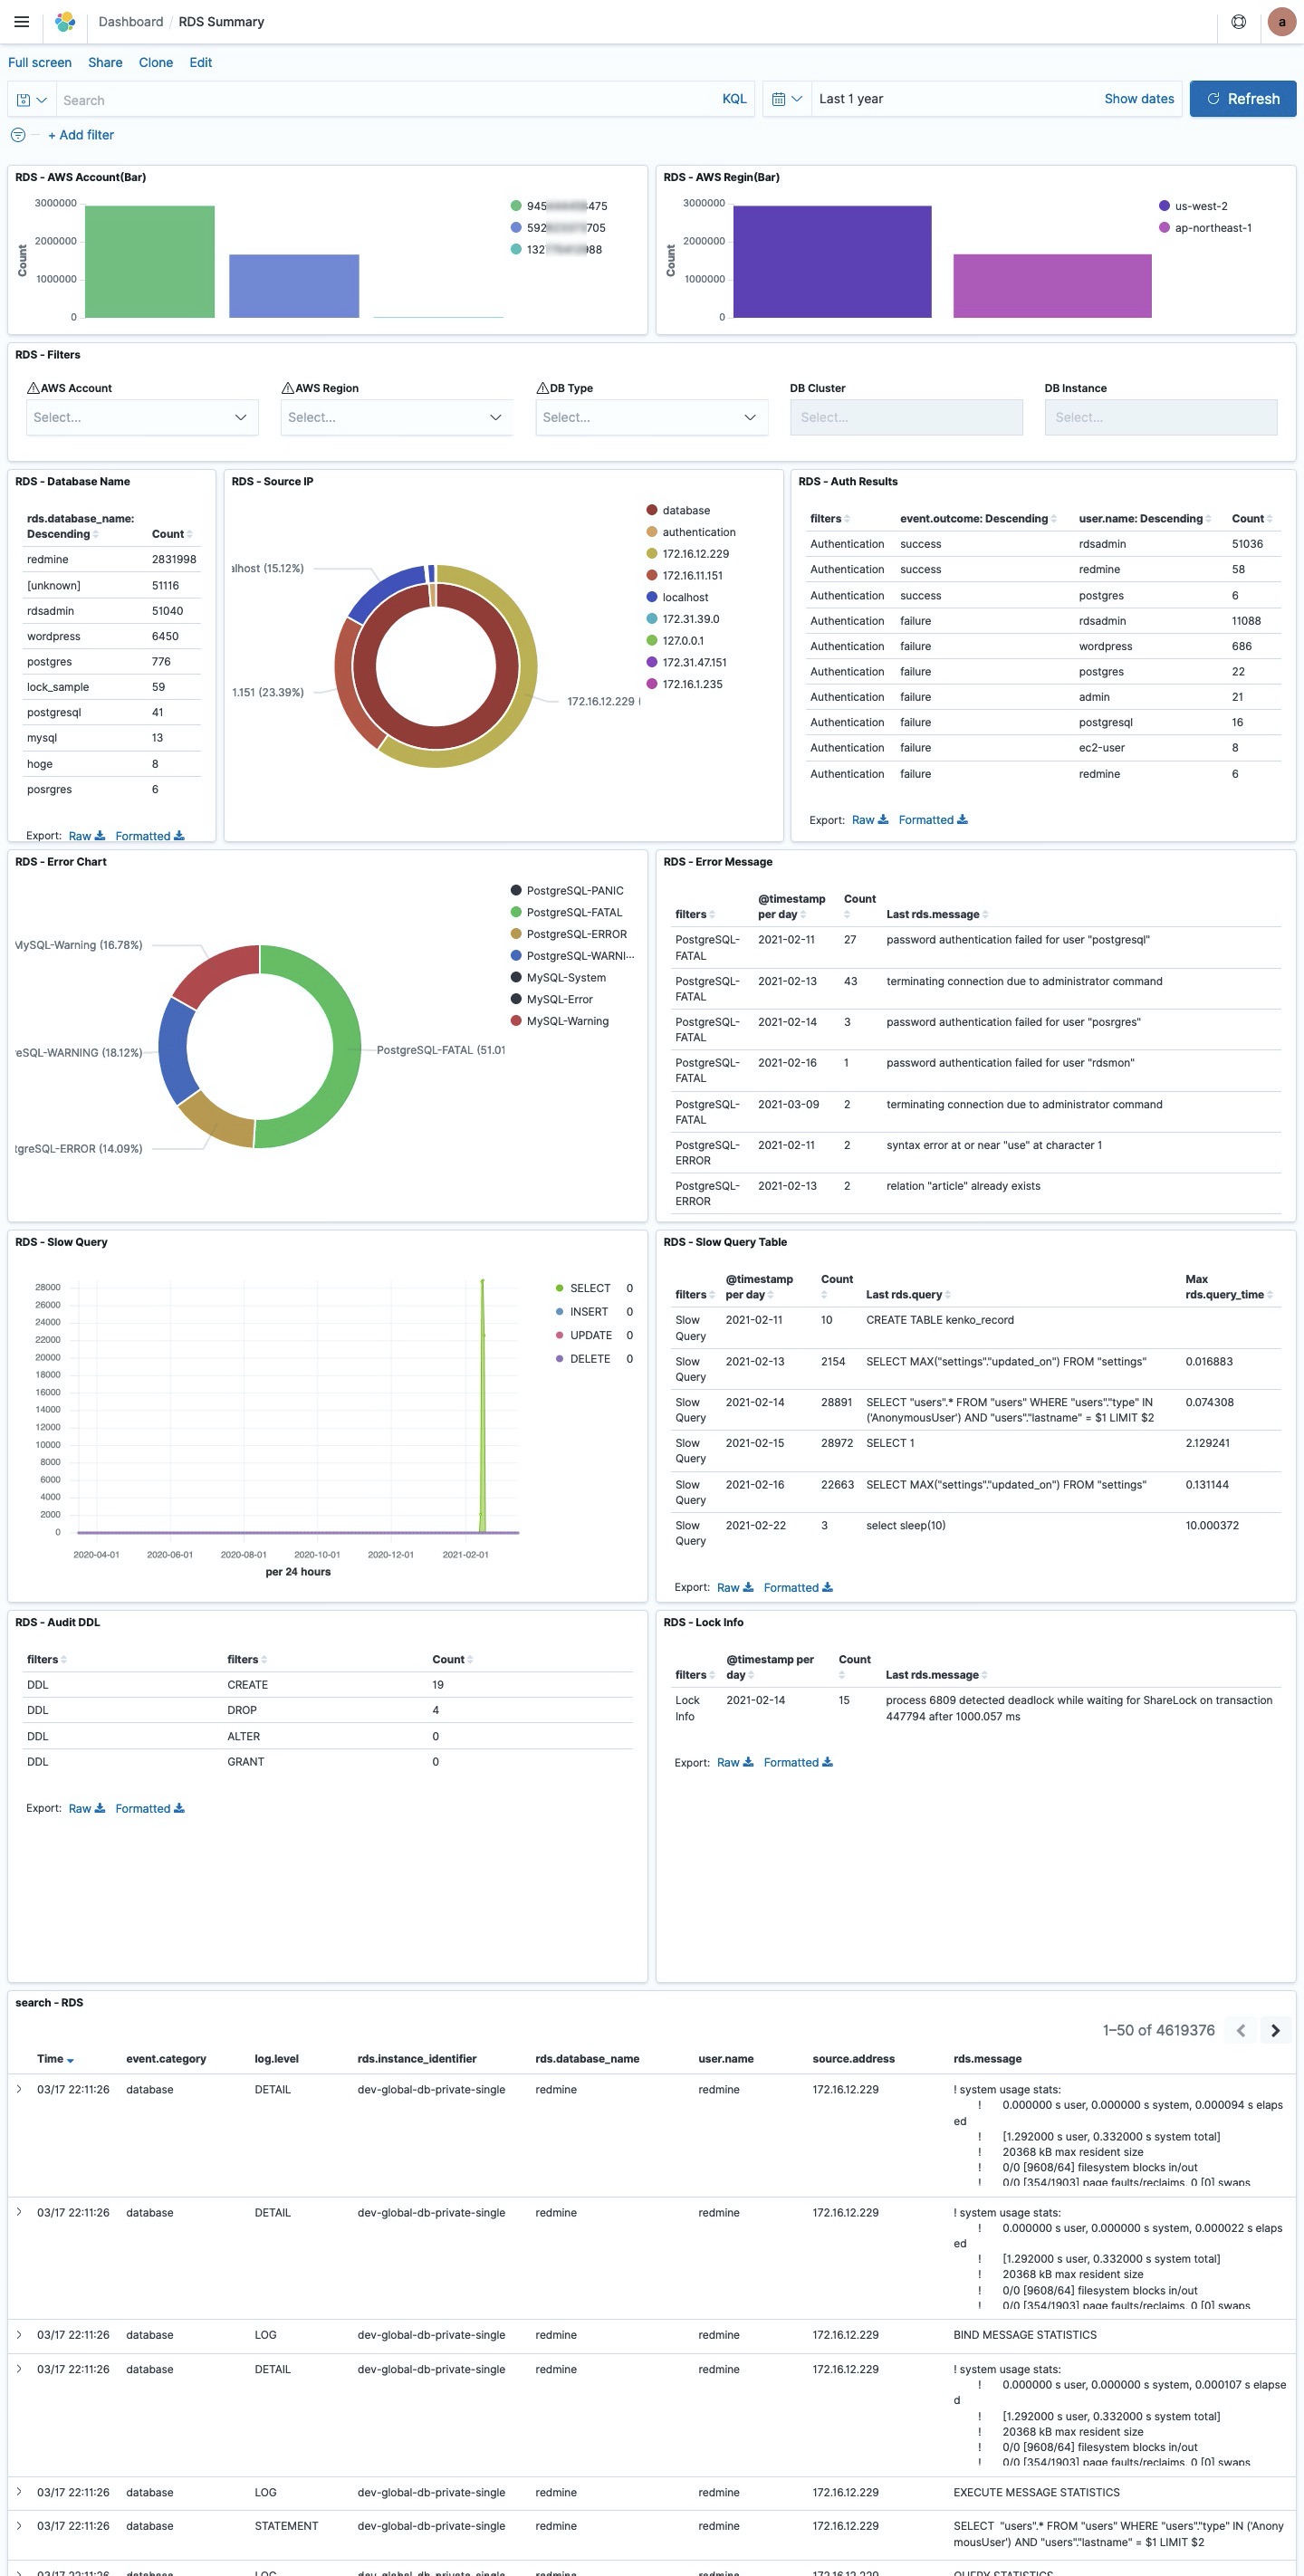 Dashboard / RDS Summary
a
Full screen Share Clone Edit
Search KQL Last 1 year Show dates Refresh
+ Add filter
RDS - AWS Account(Bar)
Count
3000000
2000000
1000000
0
945 475
592 705
132 988
RDS - AWS Regin(Bar)
Count
3000000
2000000
1000000
0
us-west-2
ap-northeast-1
RDS - Filters
AWS Account AWS Region DB Type DB Cluster DB Instance
Select... Select... Select... Select... Select...
RDS - Database Name
rds.database_name:
Descending Count
redmine 2831998
[unknown] 51116
rdsadmin 51040
wordpress 6450
postgres 776
lock_sample 59
postgresql 41
mysql 13
hoge 8
posrgres 6
Export: Raw Formatted
RDS - Source IP
alhost (15.12%)
1.151 (23.39%)
172.16.12.229
database
authentication
172.16.12.229
172.16.11.151
localhost
172.31.39.0
127.0.0.1
172.31.47.151
172.16.1.235
RDS - Auth Results
filters event.outcome: Descending user.name: Descending Count
Authentication success rdsadmin 51036
Authentication success redmine 58
Authentication success postgres 6
Authentication failure rdsadmin 11088
Authentication failure wordpress 686
Authentication failure postgres 22
Authentication failure admin 21
Authentication failure postgresql 16
Authentication failure ec2-user 8
Authentication failure redmine 6
Export: Raw Formatted
RDS - Error Chart
MySQL-Warning (16.78%)
eSQL-WARNING (18.12%)
tgreSQL-ERROR (14.09%)
PostgreSQL-FATAL (51.01
PostgreSQL-PANIC
PostgreSQL-FATAL
PostgreSQL-ERROR
PostgreSQL-WARNI...
MySQL-System
MySQL-Error
MySQL-Warning
RDS - Error Message
filters @timestamp per day Count Last rds.message
PostgreSQL-FATAL 2021-02-11 27 password authentication failed for user "postgresql"
PostgreSQL-FATAL 2021-02-13 43 terminating connection due to administrator command
PostgreSQL-FATAL 2021-02-14 3 password authentication failed for user "posrgres"
PostgreSQL-FATAL 2021-02-16 1 password authentication failed for user "rdsmon"
PostgreSQL-FATAL 2021-03-09 2 terminating connection due to administrator command
PostgreSQL-ERROR 2021-02-11 2 syntax error at or near "use" at character 1
PostgreSQL-ERROR 2021-02-13 2 relation "article" already exists
RDS - Slow Query
28000
26000
24000
22000
20000
18000
16000
14000
12000
10000
8000
6000
4000
2000
0
2020-04-01 2020-06-01 2020-08-01 2020-10-01 2020-12-01 2021-02-01
per 24 hours
SELECT 0
INSERT 0
UPDATE 0
DELETE 0
RDS - Slow Query Table
filters @timestamp per day Count Last rds.query Max rds.query_time
Slow Query 2021-02-11 10 CREATE TABLE kenko_record
Slow Query 2021-02-13 2154 SELECT MAX("settings"."updated_on") FROM "settings" 0.016883
Slow Query 2021-02-14 28891 SELECT "users".* FROM "users" WHERE "users"."type" IN ('AnonymousUser') AND "users"."lastname" = $1 LIMIT $2 0.074308
Slow Query 2021-02-15 28972 SELECT 1 2.129241
Slow Query 2021-02-16 22663 SELECT MAX("settings"."updated_on") FROM "settings" 0.131144
Slow Query 2021-02-22 3 select sleep(10) 10.000372
Export: Raw Formatted
RDS - Audit DDL
filters filters Count
DDL CREATE 19
DDL DROP 4
DDL ALTER 0
DDL GRANT 0
Export: Raw Formatted
RDS - Lock Info
filters @timestamp per day Count Last rds.message
Lock Info 2021-02-14 15 process 6809 detected deadlock while waiting for ShareLock on transaction 447794 after 1000.057 ms
Export: Raw Formatted
search - RDS
1–50 of 4619376
Time event.category log.level rds.instance_identifier rds.database_name user.name source.address rds.message
03/17 22:11:26 database DETAIL dev-global-db-private-single redmine redmine 172.16.12.229 ! system usage stats:
! 0.000000 s user, 0.000000 s system, 0.000094 s elaps
ed
! [1.292000 s user, 0.332000 s system total]
! 20368 kB max resident size
! 0/0 [9608/64] filesystem blocks in/out
! 0/0 [354/1903] page faults/reclaims, 0 [0] swaps
03/17 22:11:26 database DETAIL dev-global-db-private-single redmine redmine 172.16.12.229 ! system usage stats:
! 0.000000 s user, 0.000000 s system, 0.000022 s elaps
ed
! [1.292000 s user, 0.332000 s system total]
! 20368 kB max resident size
! 0/0 [9608/64] filesystem blocks in/out
! 0/0 [354/1903] page faults/reclaims, 0 [0] swaps
03/17 22:11:26 database LOG dev-global-db-private-single redmine redmine 172.16.12.229 BIND MESSAGE STATISTICS
03/17 22:11:26 database DETAIL dev-global-db-private-single redmine redmine 172.16.12.229 ! system usage stats:
! 0.000000 s user, 0.000000 s system, 0.000107 s elapse
d
! [1.292000 s user, 0.332000 s system total]
! 20368 kB max resident size
! 0/0 [9608/64] filesystem blocks in/out
! 0/0 [354/1903] page faults/reclaims, 0 [0] swaps
03/17 22:11:26 database LOG dev-global-db-private-single redmine redmine 172.16.12.229 EXECUTE MESSAGE STATISTICS
03/17 22:11:26 database STATEMENT dev-global-db-private-single redmine redmine 172.16.12.229 SELECT "users".* FROM "users" WHERE "users"."type" IN ('Anony
mousUser') AND "users"."lastname" = $1 LIMIT $2
03/17 22:11:26 database LOG dev-global-db-private-single redmine redmine 172.16.12.229 QUERY STATISTICS